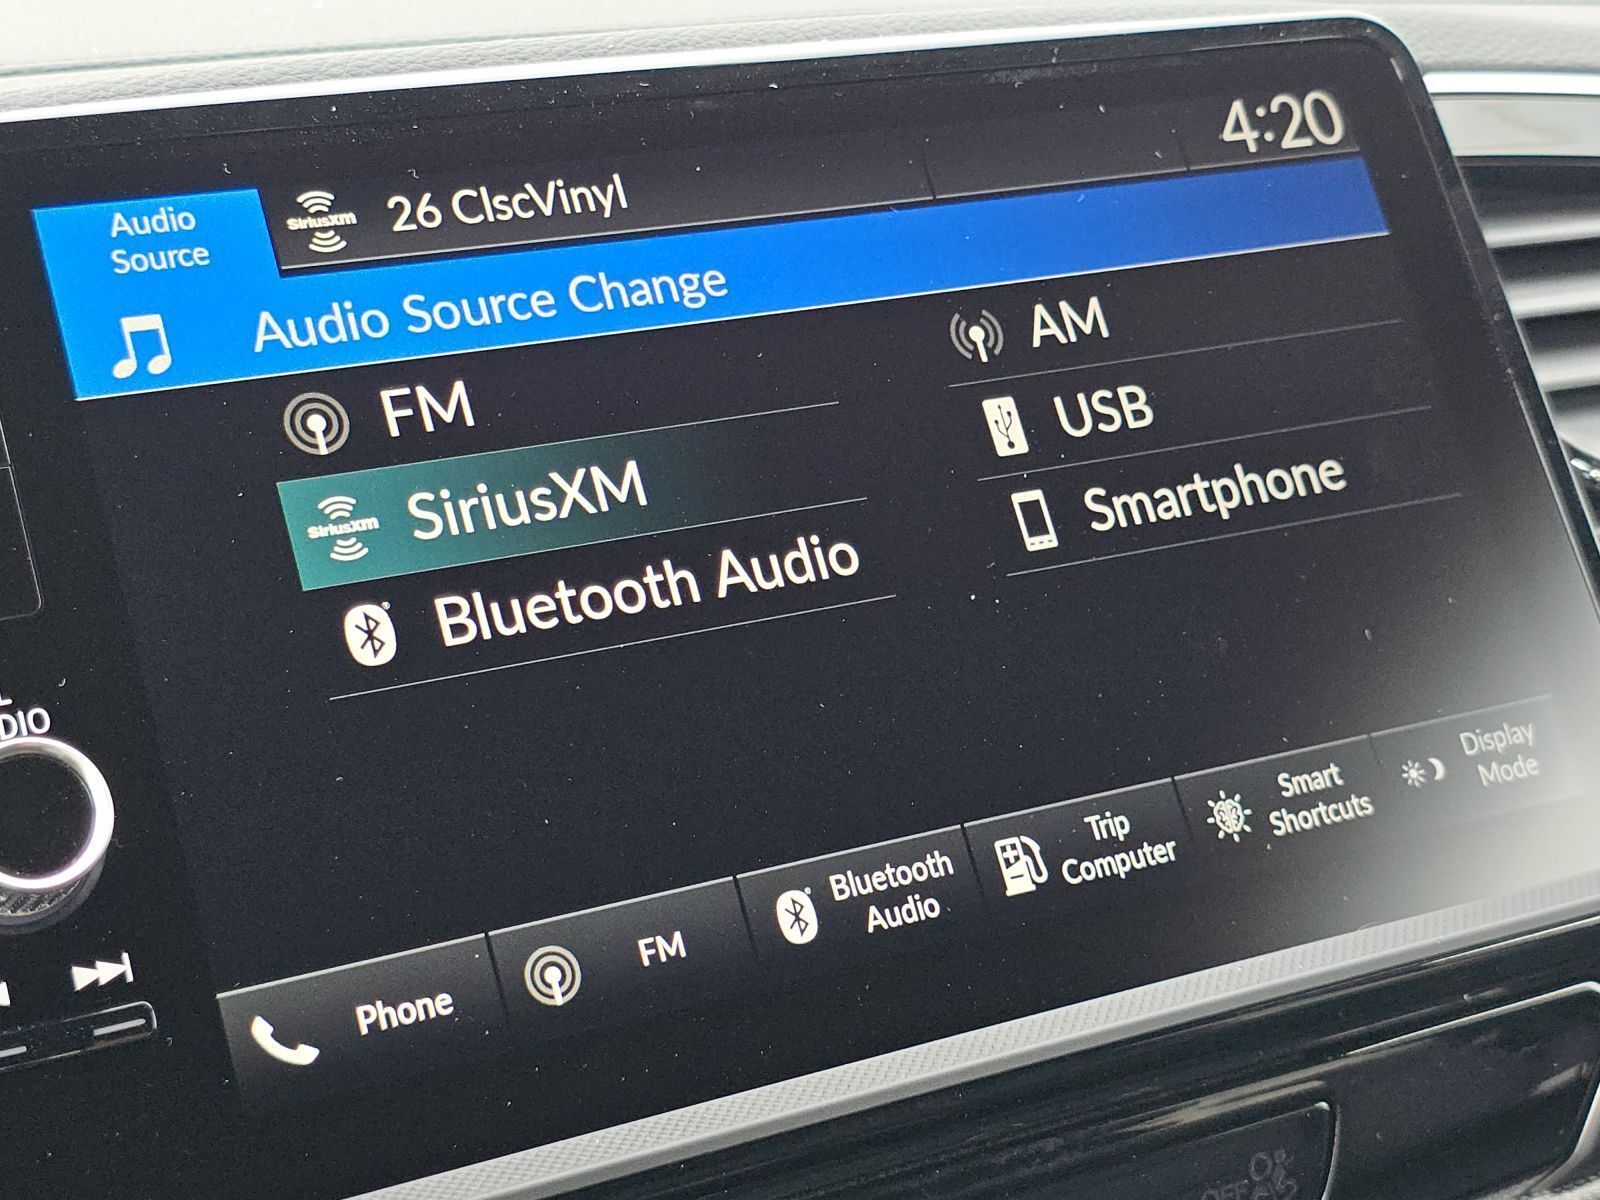 4:20
Audio
Source
SiriusXm
26 ClscVinyl
Audio Source Change
FM
AM
SiriusXm
SiriusXM
USB
Bluetooth Audio
Smartphone
DIO
Phone
FM
Bluetooth
Audio
Trip
Computer
Smart
Shortcuts
Display
Mode
OFF